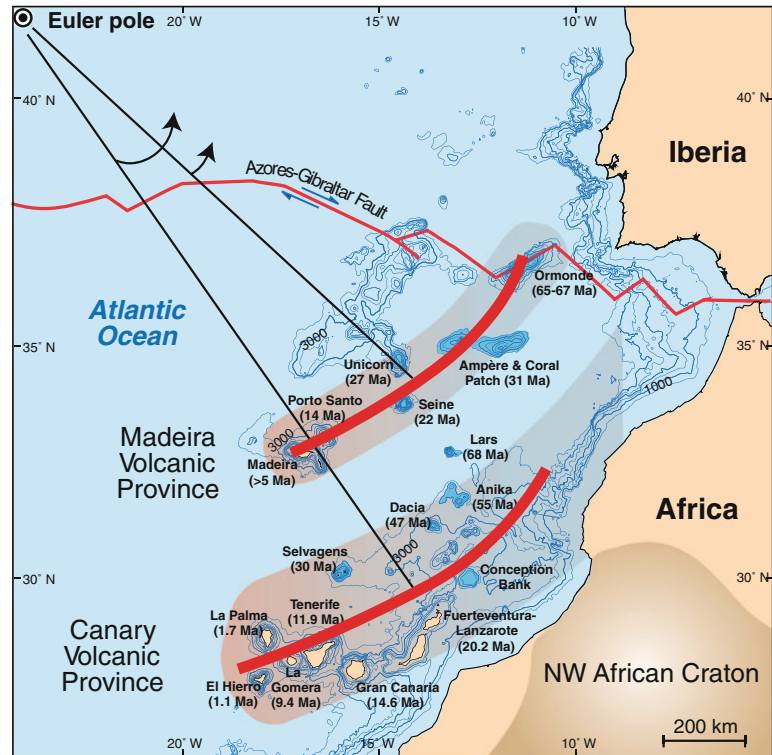 Euler pole
20° W
15° W
10° W
40° N
40° N
Iberia
Azores-Gibraltar Fault
Atlantic
Ocean
Ormonde
(65-67 Ma)
35° N
35° N
3000
Unicorn
(27 Ma)
Ampère & Coral
Patch (31 Ma)
1000
Porto Santo
(14 Ma)
Seine
(22 Ma)
Madeira
Volcanic
Province
3000
Madeira
(>5 Ma)
Lars
(68 Ma)
Anika
(55 Ma)
Dacia
(47 Ma)
Africa
3000
Selvagens
(30 Ma)
30° N
30° N
Conception
Bank
Canary
Volcanic
Province
La Palma
(1.7 Ma)
Tenerife
(11.9 Ma)
Fuerteventura-
Lanzarote
(20.2 Ma)
El Hierro
(1.1 Ma)
La
Gomera
(9.4 Ma)
Gran Canaria
(14.6 Ma)
NW African Craton
200 km
20° W
15° W
10° W